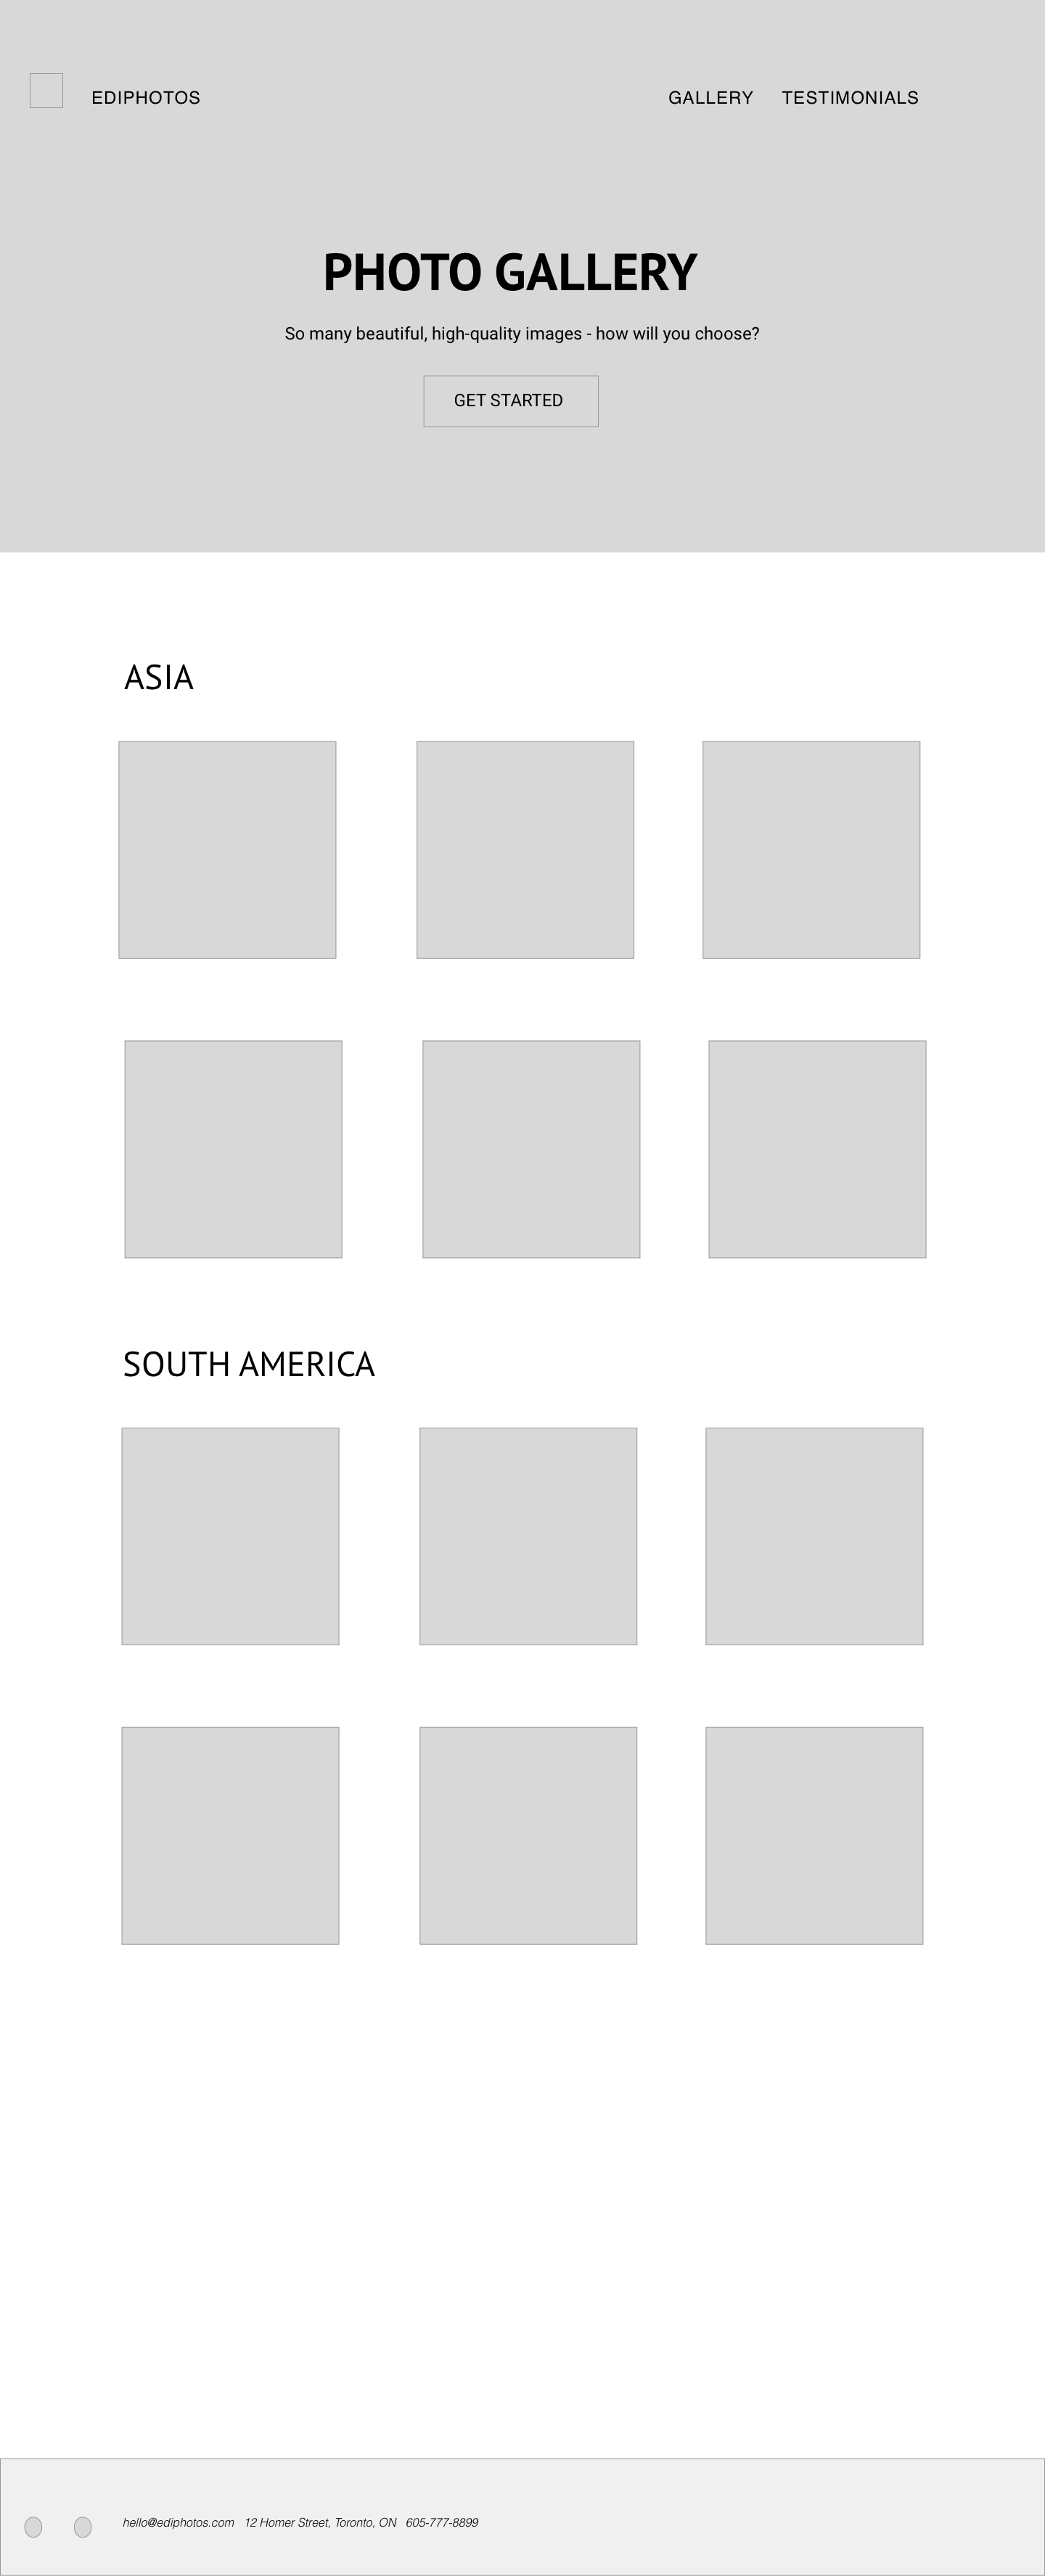 EDIPHOTOS GALLERY TESTIMONIALS
PHOTO GALLERY
So many beautiful, high-quality images - how will you choose?
GET STARTED
ASIA
SOUTH AMERICA
hello@ediphotos.com 12 Homer Street, Toronto, ON 605-777-8899